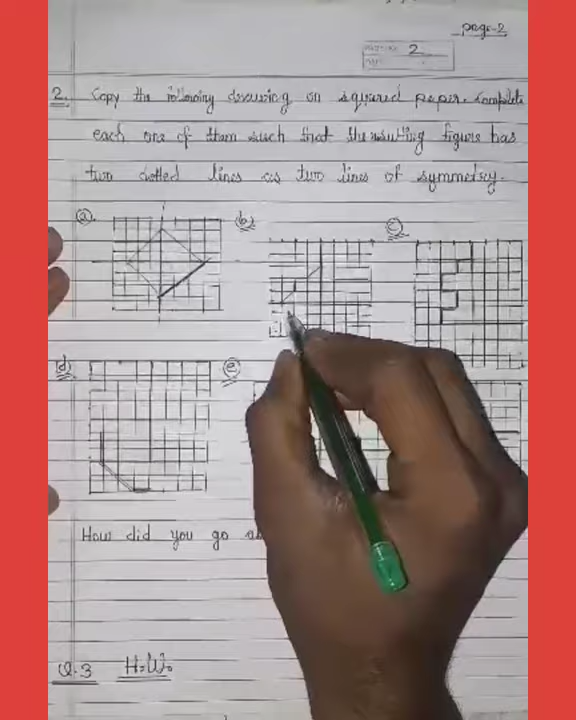 page-2
2
2. Copy the following drawing on squared paper. Complete
each one of them such that the resulting figure has
two dotted lines as two lines of symmetry.
(a) (b) (c)
(d) (e)
How did you go
Q.3 H.W.